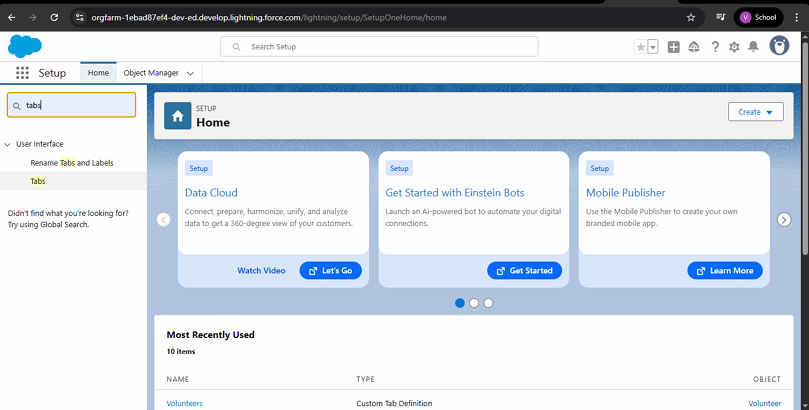 orgfarm-1ebad87ef4-dev-ed.develop.lightning.force.com/lightning/setup/SetupOneHome/home
V School
Search Setup
Setup Home Object Manager
tabs
User Interface
Rename Tabs and Labels
Tabs
Didn't find what you're looking for?
Try using Global Search.
SETUP
Home
Create
Setup
Data Cloud
Connect, prepare, harmonize, unify, and analyze
data to get a 360-degree view of your customers.
Watch Video Let's Go
Setup
Get Started with Einstein Bots
Launch an AI-powered bot to automate your digital
connections.
Get Started
Setup
Mobile Publisher
Use the Mobile Publisher to create your own
branded mobile app.
Learn More
Most Recently Used
10 items
NAME TYPE OBJECT
Volunteers Custom Tab Definition Volunteer